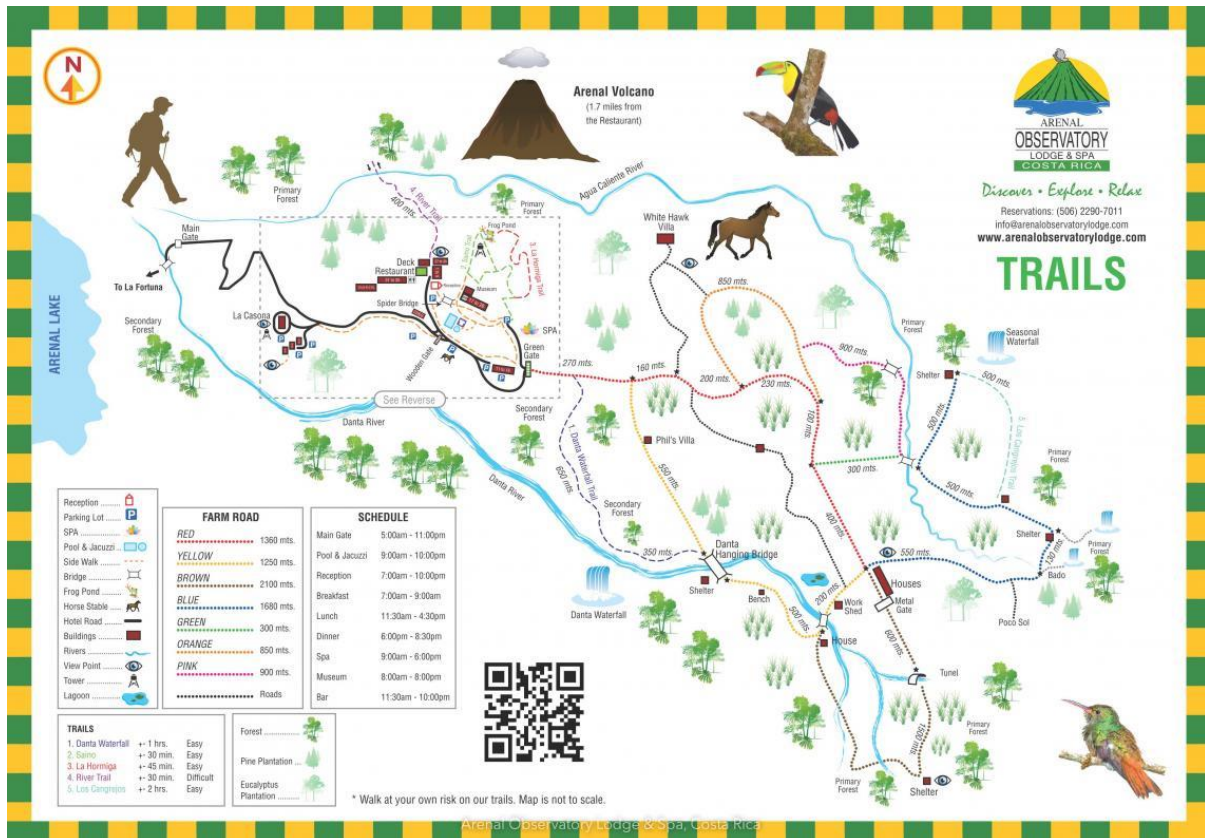 N
Arenal Volcano
(1.7 miles from
the Restaurant)
ARENAL
OBSERVATORY
LODGE & SPA
COSTA RICA
Discover • Explore • Relax
Reservations: (506) 2290-7011
info@arenalobservatorylodge.com
www.arenalobservatorylodge.com
TRAILS
Primary
Forest
4. River Trail
400 mts.
Agua Caliente River
Primary
Forest
White Hawk
Villa
Main
Gate
To La Fortuna
ARENAL LAKE
Secondary
Forest
La Casona
Deck
Restaurant
Reception
Spider Bridge
Museum
Frog Pond
3. La Hormiga Trail
SPA
Wooden Gate
Green
Gate
See Reverse
Danta River
270 mts.
160 mts.
200 mts.
230 mts.
850 mts.
900 mts.
100 mts.
300 mts.
400 mts.
Primary
Forest
Seasonal
Waterfall
Shelter
500 mts.
500 mts.
5. Los Cangrejos Trail
500 mts.
Primary
Forest
Shelter
130 mts.
Primary
Forest
Bado
Poco Sol
550 mts.
Secondary
Forest
1. Danta Waterfall Trail
650 mts.
Phil's Villa
550 mts.
Danta River
Secondary
Forest
350 mts.
Danta
Hanging Bridge
Shelter
Danta Waterfall
Bench
500 mts.
200 mts.
Work
Shed
House
Houses
Metal
Gate
600 mts.
Tunel
Primary
Forest
1500 mts.
Primary
Forest
Shelter
Reception
Parking Lot
SPA
Pool & Jacuzzi
Side Walk
Bridge
Frog Pond
Horse Stable
Hotel Road
Buildings
Rivers
View Point
Tower
Lagoon
FARM ROAD
RED 1360 mts.
YELLOW 1250 mts.
BROWN 2100 mts.
BLUE 1680 mts.
GREEN 300 mts.
ORANGE 850 mts.
PINK 900 mts.
Roads
SCHEDULE
Main Gate 5:00am - 11:00pm
Pool & Jacuzzi 9:00am - 10:00pm
Reception 7:00am - 10:00pm
Breakfast 7:00am - 9:00am
Lunch 11:30am - 4:30pm
Dinner 6:00pm - 8:30pm
Spa 9:00am - 6:00pm
Museum 8:00am - 8:00pm
Bar 11:30am - 10:00pm
TRAILS
1. Danta Waterfall +- 1 hrs. Easy
2. Saino +- 30 min. Easy
3. La Hormiga +- 45 min. Easy
4. River Trail +- 30 min. Difficult
5. Los Cangrejos +- 2 hrs. Easy
Forest
Pine Plantation
Eucalyptus
Plantation
* Walk at your own risk on our trails. Map is not to scale.
Arenal Observatory Lodge & Spa, Costa Rica